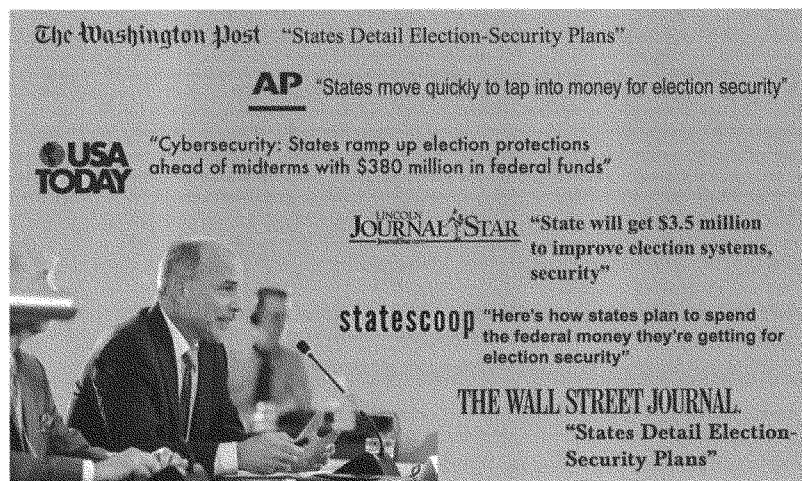 The Washington Post “States Detail Election-Security Plans”
AP “States move quickly to tap into money for election security”
USA TODAY
“Cybersecurity: States ramp up election protections
ahead of midterms with $380 million in federal funds”
LINCOLN
JOURNAL STAR
“State will get $3.5 million
to improve election systems,
security”
statescoop
“Here's how states plan to spend
the federal money they're getting for
election security”
THE WALL STREET JOURNAL.
“States Detail Election-
Security Plans”